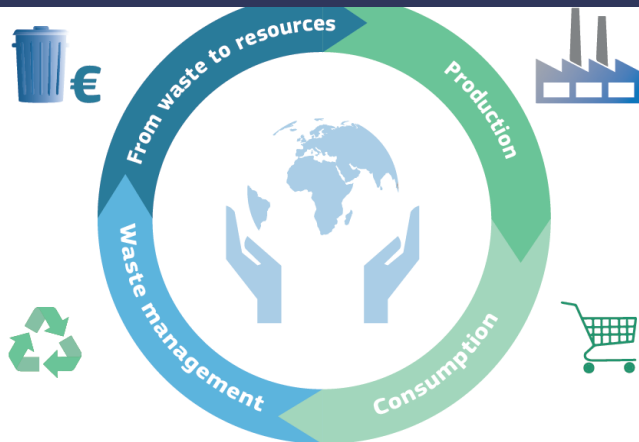 From waste to resources
Production
€
Waste management
Consumption